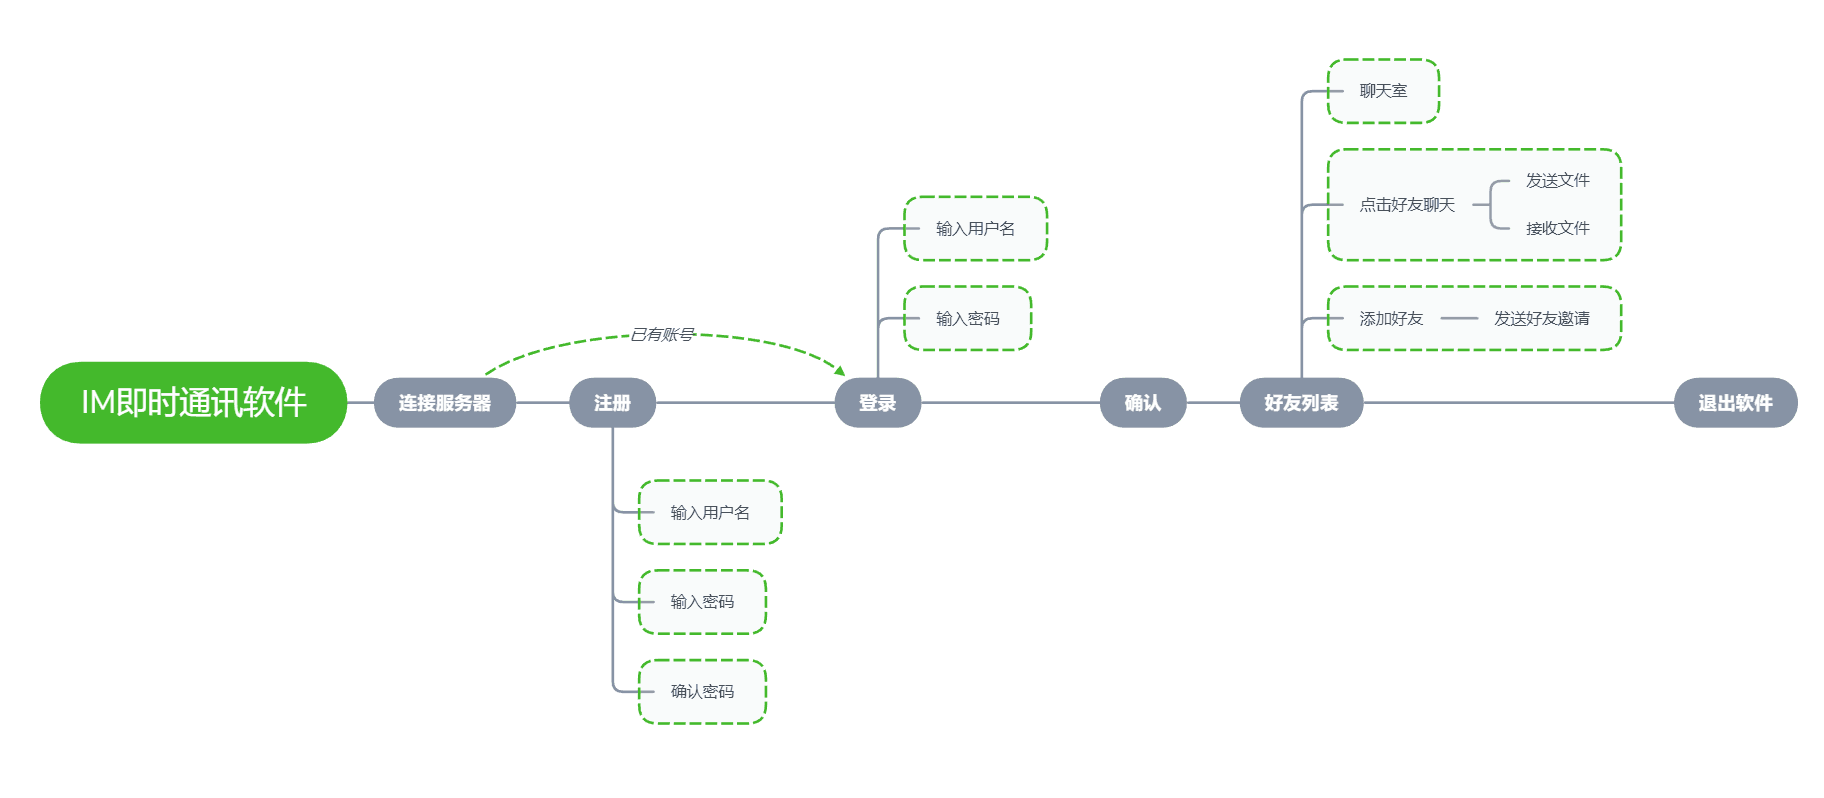 IM即时通讯软件
连接服务器
已有账号
注册
输入用户名
输入密码
确认密码
登录
输入用户名
输入密码
确认
好友列表
聊天室
点击好友聊天
发送文件
接收文件
添加好友
发送好友邀请
退出软件